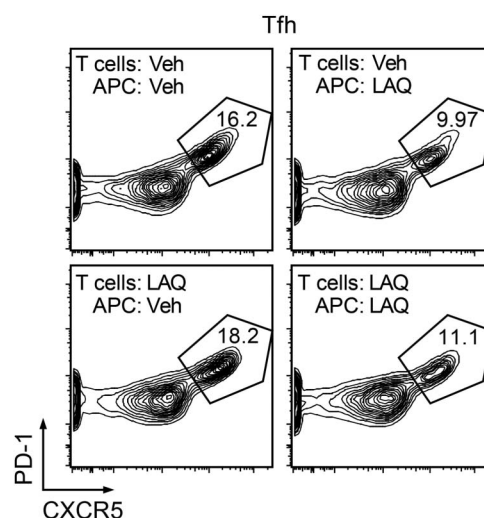 Tfh
T cells: Veh
APC: Veh
16.2
T cells: Veh
APC: LAQ
9.97
T cells: LAQ
APC: Veh
18.2
T cells: LAQ
APC: LAQ
11.1
PD-1
CXCR5